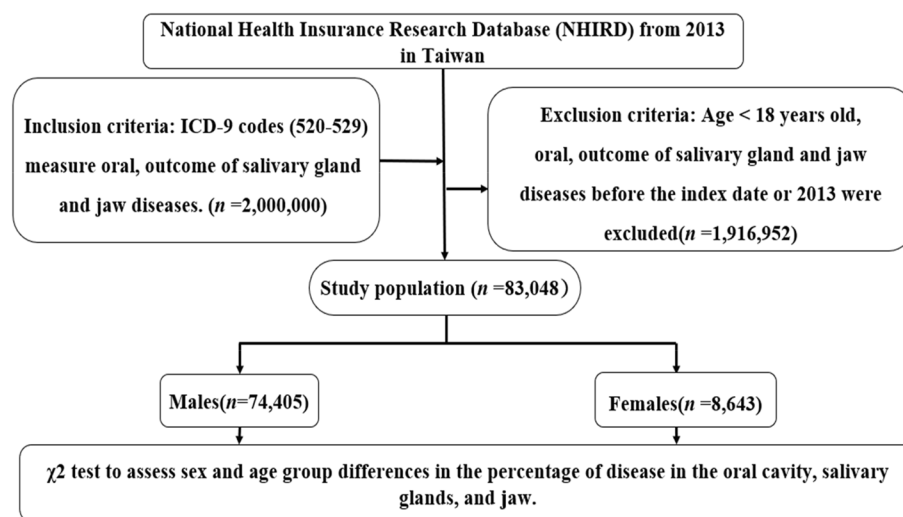 National Health Insurance Research Database (NHIRD) from 2013
in Taiwan
Inclusion criteria: ICD-9 codes (520-529)
measure oral, outcome of salivary gland
and jaw diseases. (n =2,000,000)
Exclusion criteria: Age < 18 years old,
oral, outcome of salivary gland and jaw
diseases before the index date or 2013 were
excluded(n =1,916,952)
Study population (n =83,048)
Males(n=74,405)
Females(n =8,643)
χ2 test to assess sex and age group differences in the percentage of disease in the oral cavity, salivary
glands, and jaw.